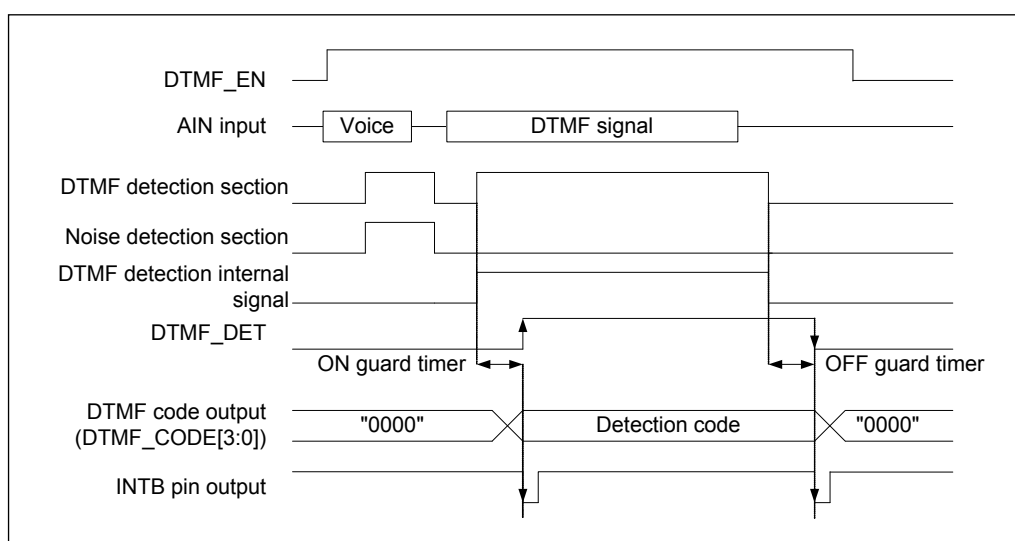 DTMF_EN
AIN input
Voice
DTMF signal
DTMF detection section
Noise detection section
DTMF detection internal
signal
DTMF_DET
ON guard timer
OFF guard timer
DTMF code output
(DTMF_CODE[3:0])
"0000"
Detection code
"0000"
INTB pin output